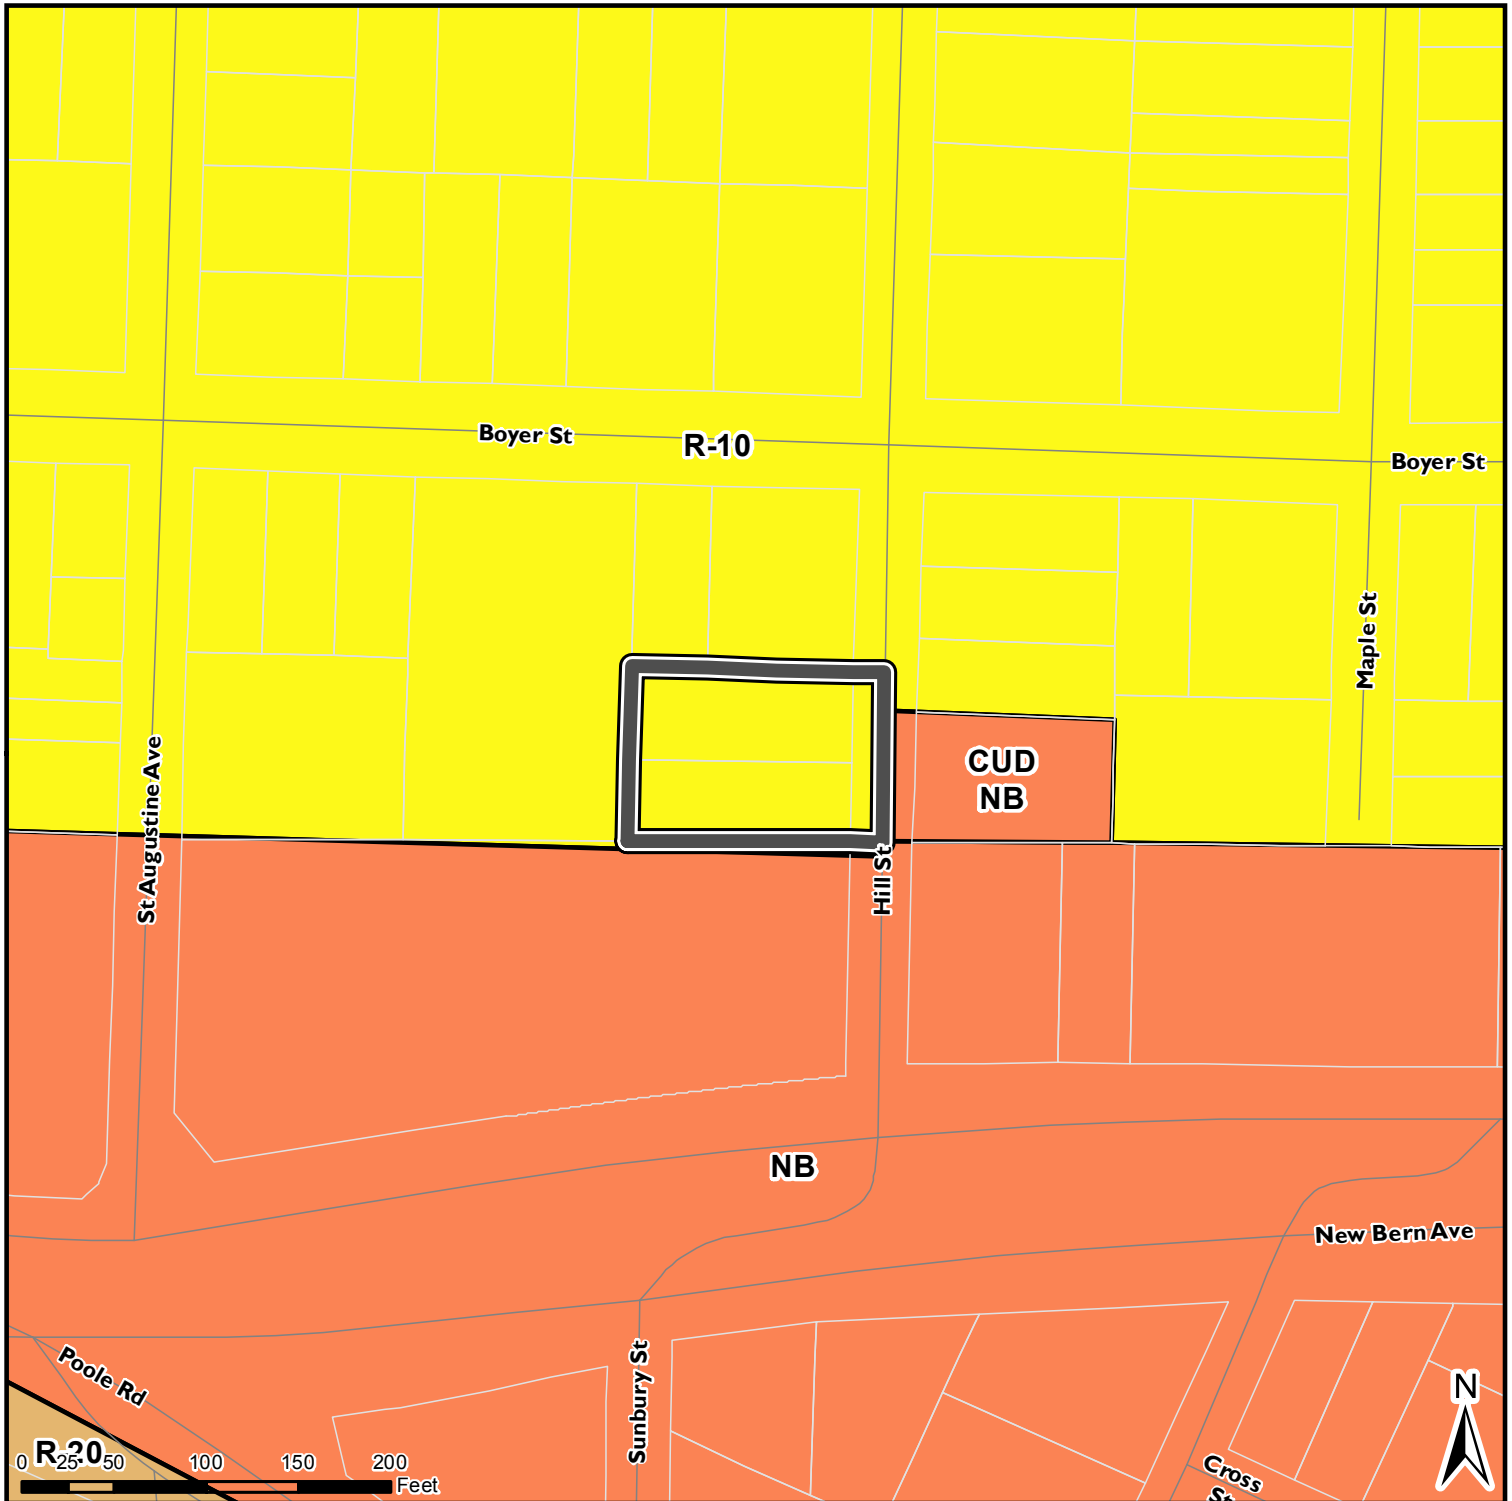 Boyer St
R-10
Boyer St
Maple St
St Augustine Ave
CUD
NB
Hill St
NB
New Bern Ave
Poole Rd
Sunbury St
N
R-20
0 25 50 100 150 200
Feet
Cross
St